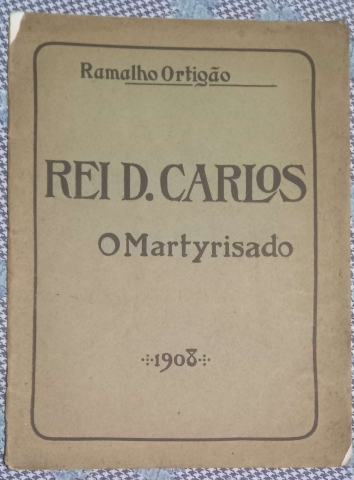 Ramalho Ortigão
REI D. CARLOS
O Martyrisado
1908